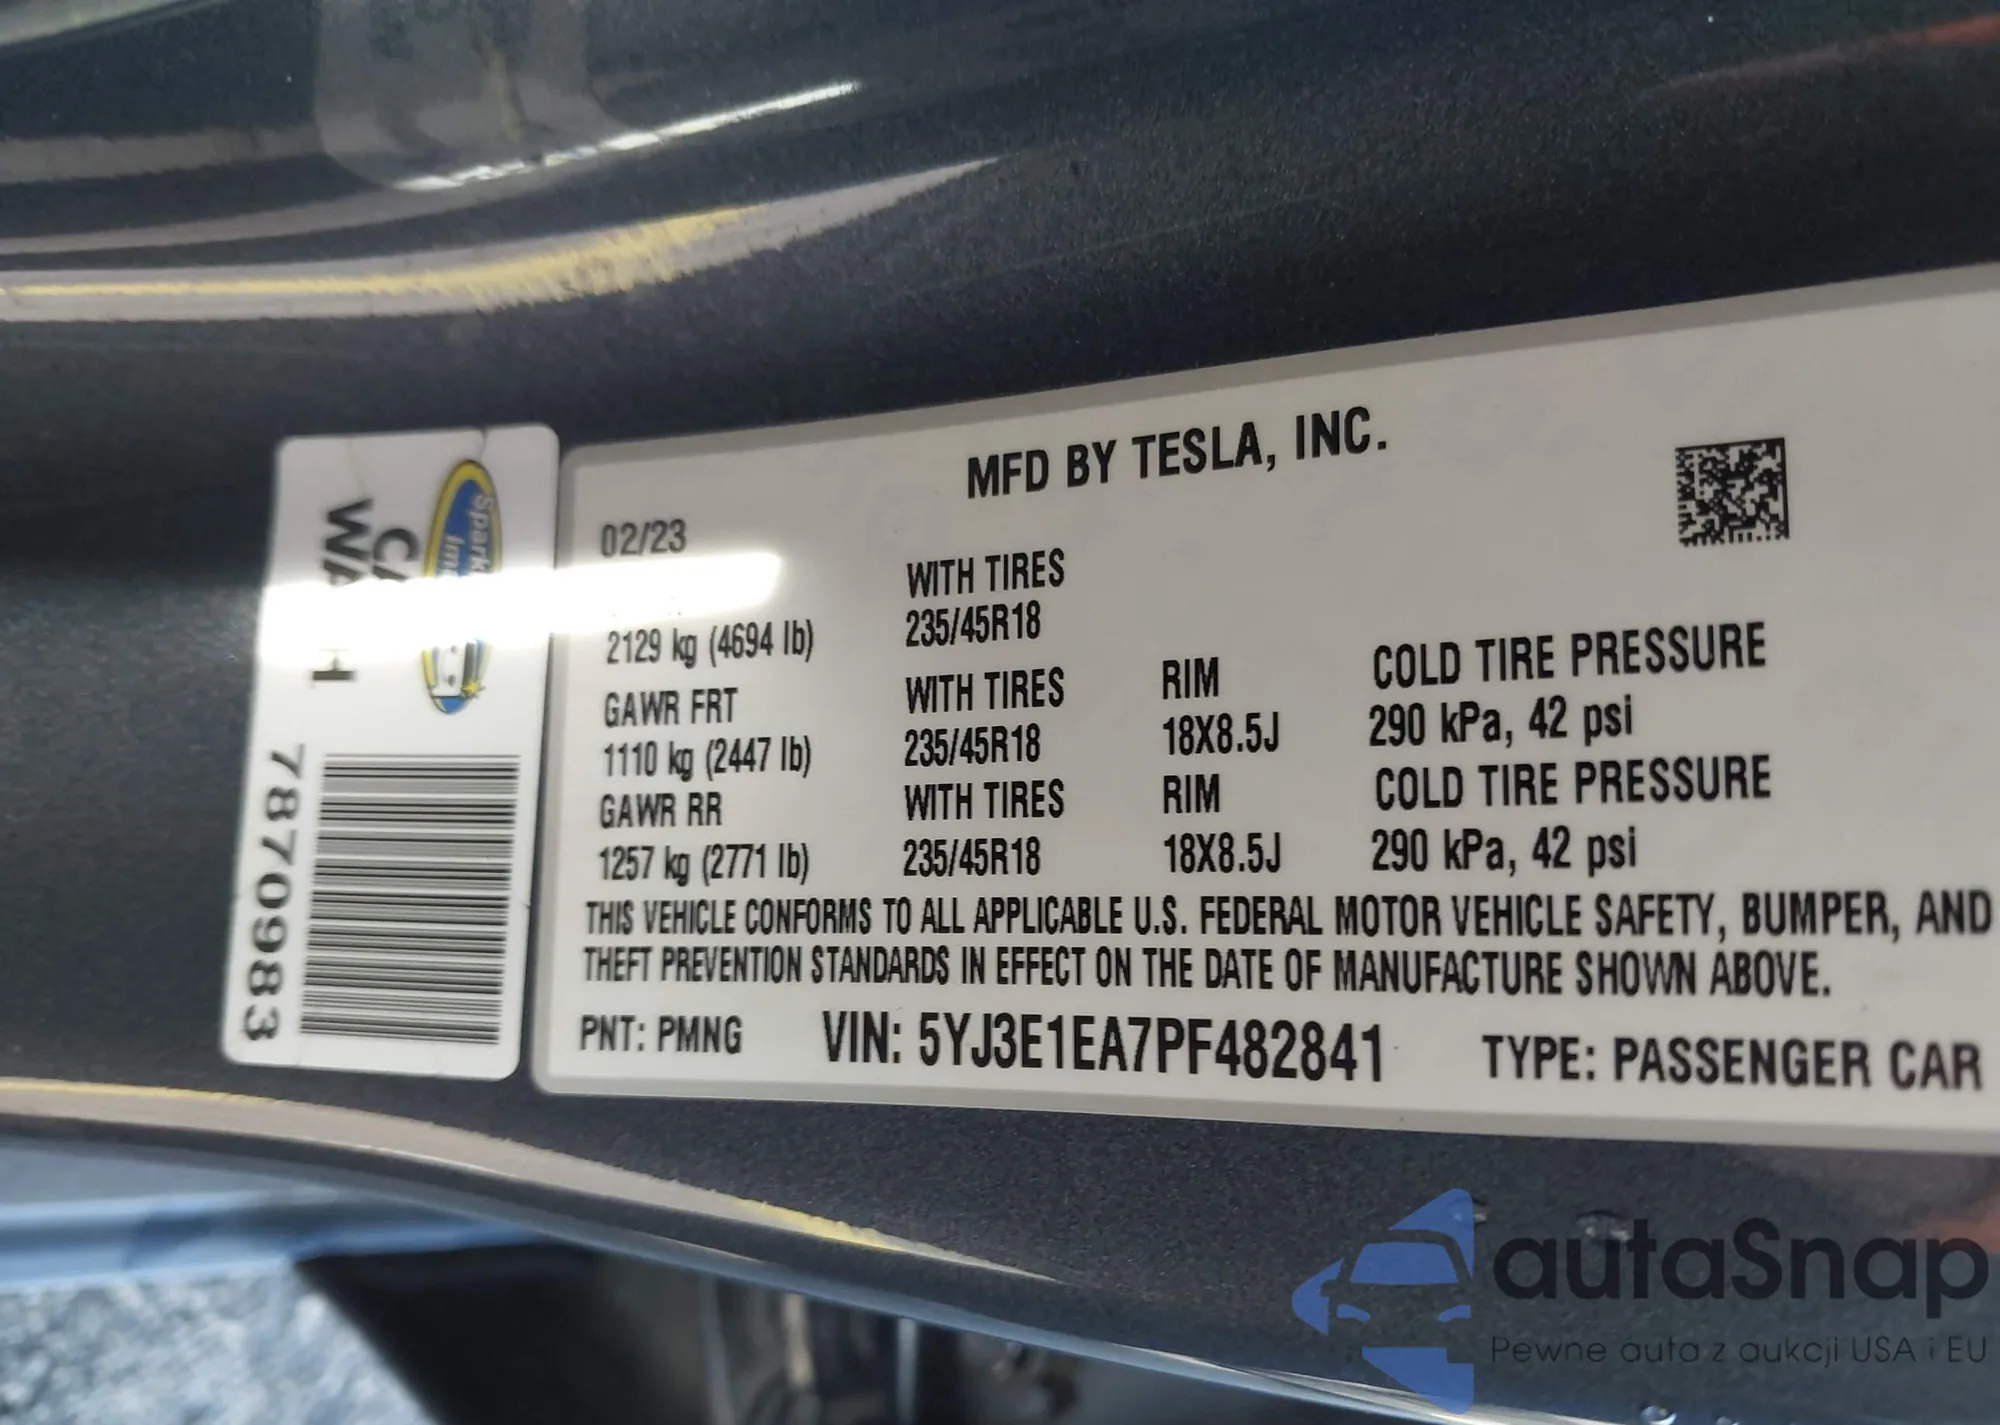 MFD BY TESLA, INC.
02/23
2129 kg (4694 lb)
WITH TIRES
235/45R18
GAWR FRT
1110 kg (2447 lb)
WITH TIRES
235/45R18
RIM
18X8.5J
COLD TIRE PRESSURE
290 kPa, 42 psi
GAWR RR
1257 kg (2771 lb)
WITH TIRES
235/45R18
RIM
18X8.5J
COLD TIRE PRESSURE
290 kPa, 42 psi
THIS VEHICLE CONFORMS TO ALL APPLICABLE U.S. FEDERAL MOTOR VEHICLE SAFETY, BUMPER, AND
THEFT PREVENTION STANDARDS IN EFFECT ON THE DATE OF MANUFACTURE SHOWN ABOVE.
PNT: PMNG VIN: 5YJ3E1EA7PF482841 TYPE: PASSENGER CAR
7870983
autaSnap
Pewne auta z aukcji USA i EU